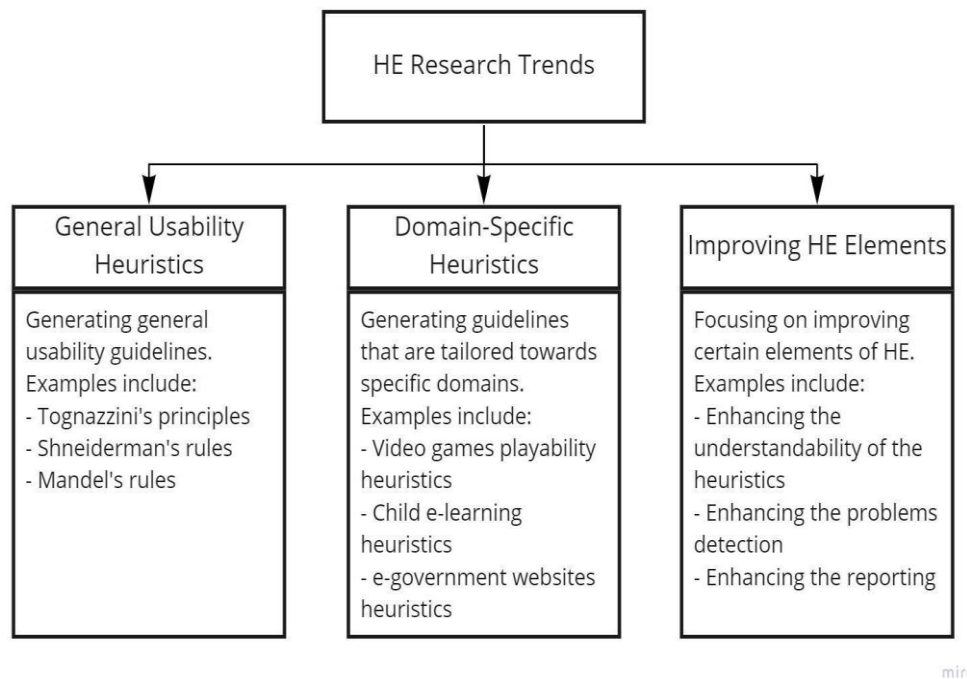 HE Research Trends
General Usability
Heuristics
Generating general
usability guidelines.
Examples include:
- Tognazzini's principles
- Shneiderman's rules
- Mandel's rules
Domain-Specific
Heuristics
Generating guidelines
that are tailored towards
specific domains.
Examples include:
- Video games playability
heuristics
- Child e-learning
heuristics
- e-government websites
heuristics
Improving HE Elements
Focusing on improving
certain elements of HE.
Examples include:
- Enhancing the
understandability of the
heuristics
- Enhancing the problems
detection
- Enhancing the reporting